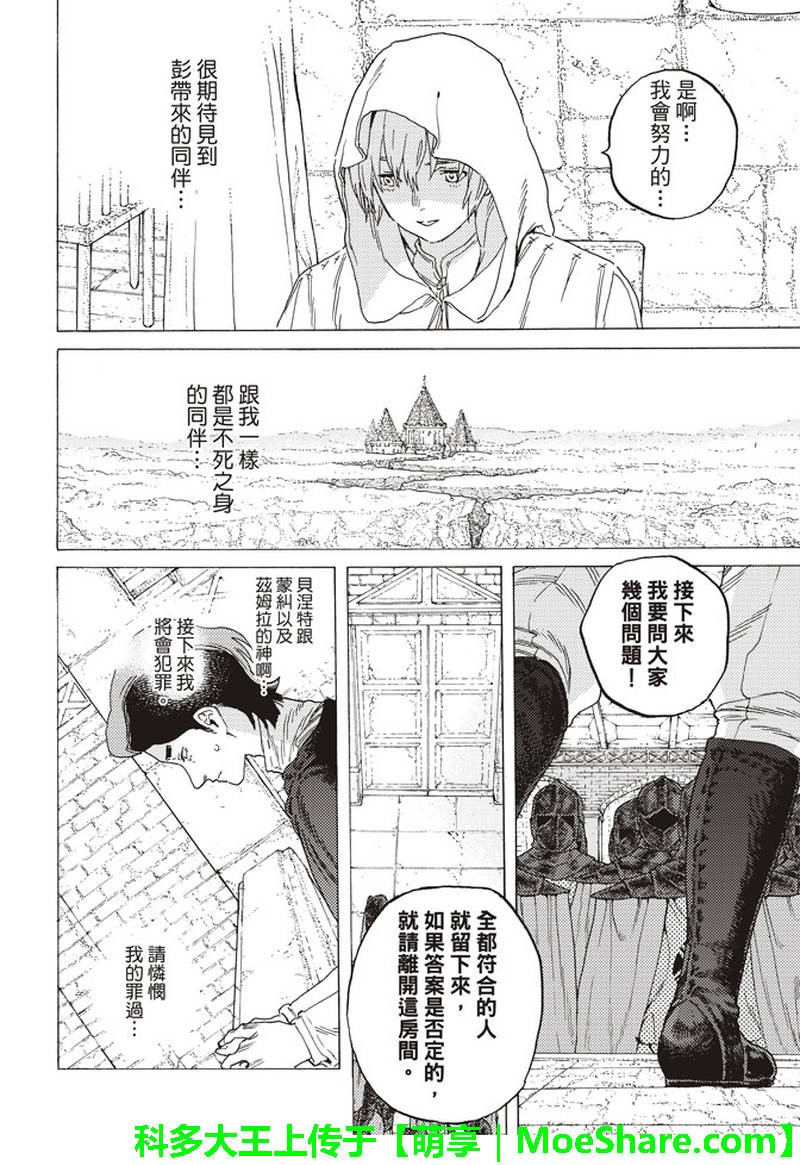 是啊…
我會努力的…
很期待見到
彭帶來的同伴…
跟我一樣
都是不死之身
的同伴…
接下來
我要問大家
幾個問題！
全都符合的人
就留下來，
如果答案是否定的，
就請離開這房間。
貝涅特跟
蒙糾以及
茲姆拉的神啊…
接下來我
將會犯罪。
請憐憫
我的罪過…
科多大王上传于【萌享】MoeShare.com】